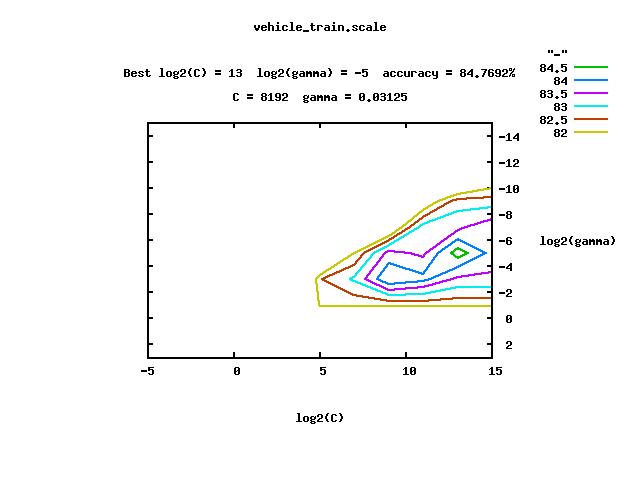 vehicle_train.scale
Best log2(C) = 13  log2(gamma) = -5  accuracy = 84.7692%
C = 8192  gamma = 0.03125
"-"
84.5
84
83.5
83
82.5
82
-14
-12
-10
-8
-6
-4
-2
0
2
log2(gamma)
-5 0 5 10 15
log2(C)